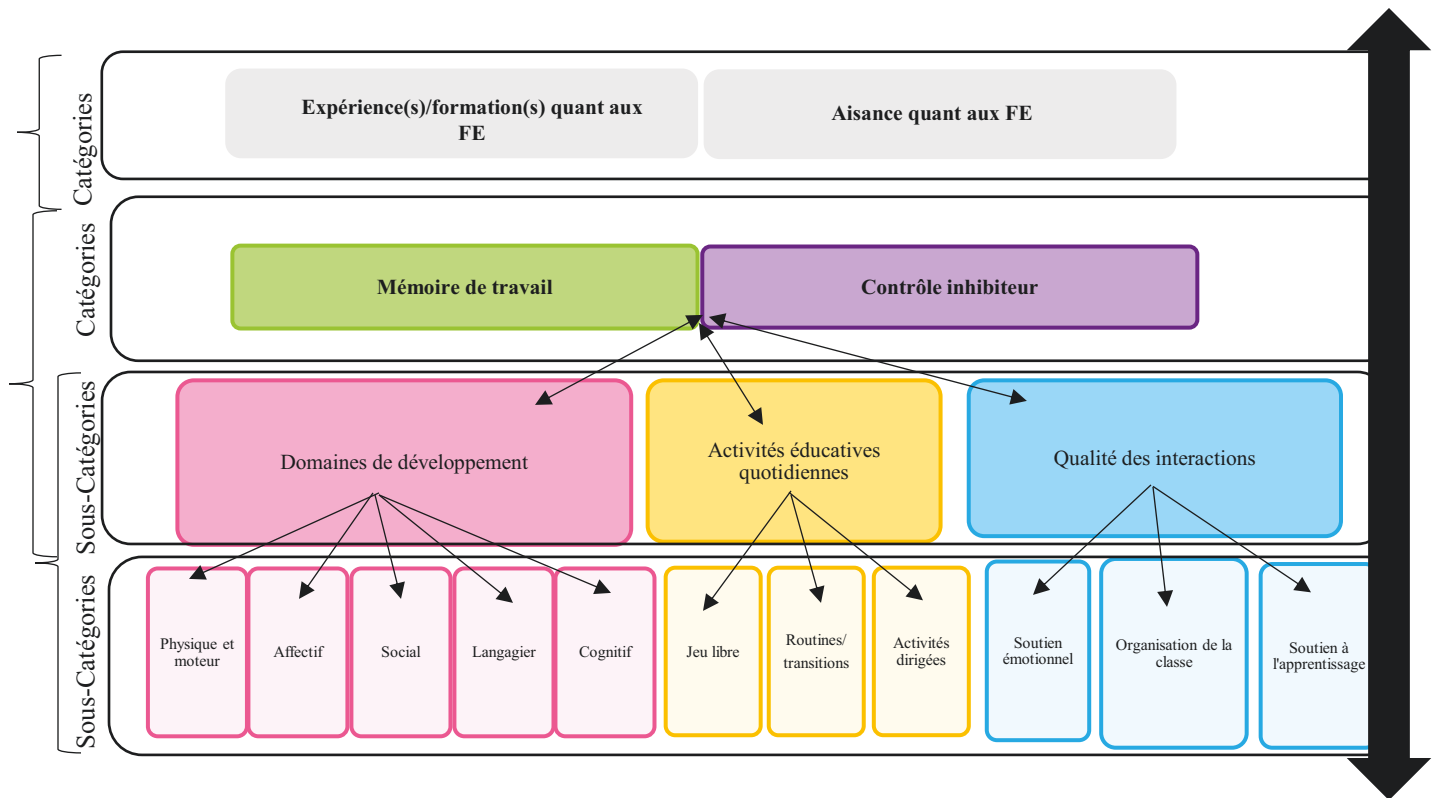 Catégories
Expérience(s)/formation(s) quant aux
FE
Aisance quant aux FE
Catégories
Mémoire de travail
Contrôle inhibiteur
Sous-Catégories
Domaines de développement
Activités éducatives
quotidiennes
Qualité des interactions
Sous-Catégories
Physique et
moteur
Affectif
Social
Langagier
Cognitif
Jeu libre
Routines/
transitions
Activités
dirigées
Soutien
émotionnel
Organisation de la
classe
Soutien à
l'apprentissage